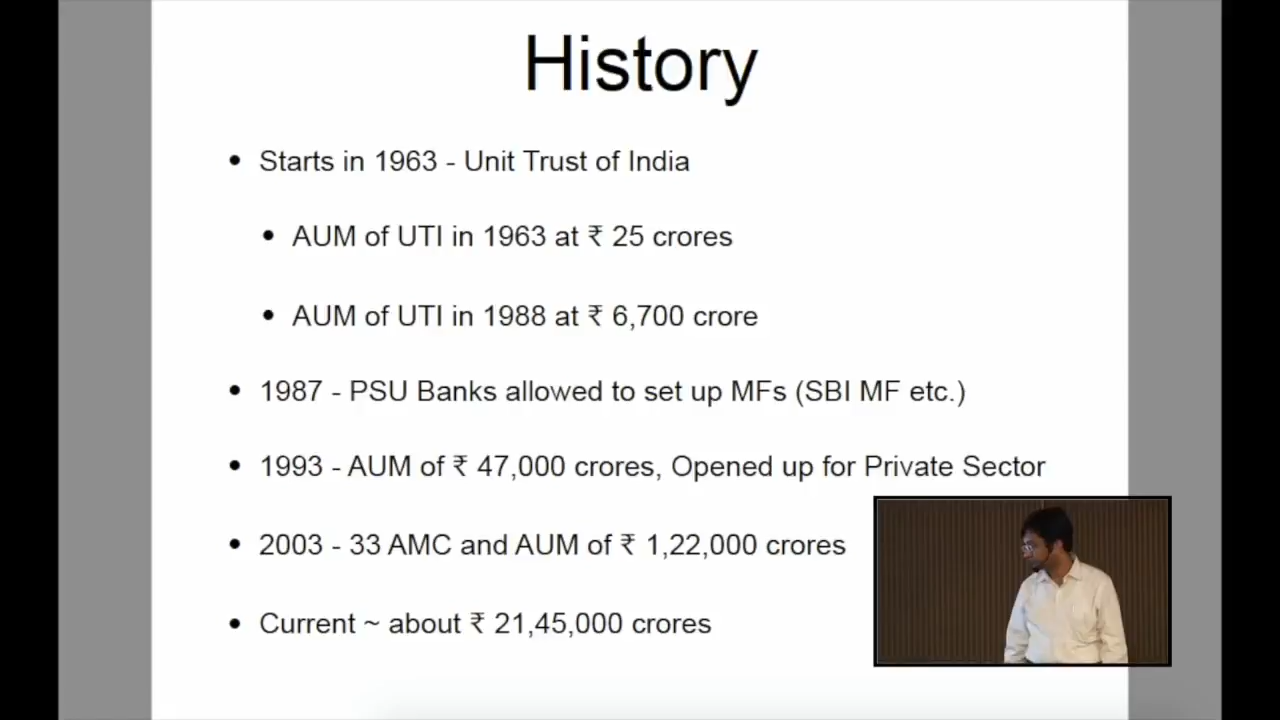 History
• Starts in 1963 - Unit Trust of India
• AUM of UTI in 1963 at ₹ 25 crores
• AUM of UTI in 1988 at ₹ 6,700 crore
• 1987 - PSU Banks allowed to set up MFs (SBI MF etc.)
• 1993 - AUM of ₹ 47,000 crores, Opened up for Private Sector
• 2003 - 33 AMC and AUM of ₹ 1,22,000 crores
• Current ~ about ₹ 21,45,000 crores